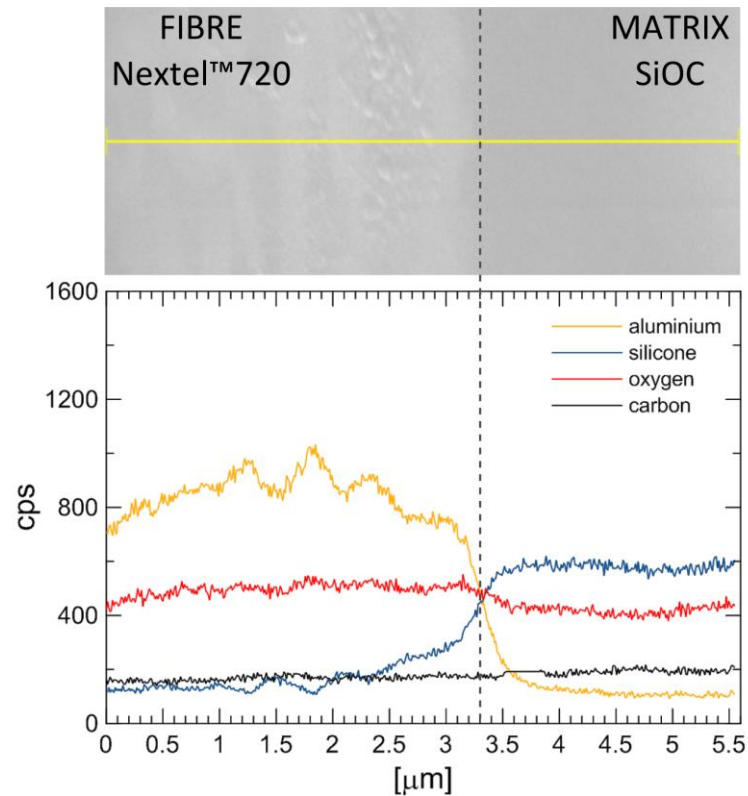 FIBRE
Nextel™720
MATRIX
SiOC
1600
1200
800
400
0
cps
aluminium
silicone
oxygen
carbon
0 0.5 1 1.5 2 2.5 3 3.5 4 4.5 5 5.5
[μm]